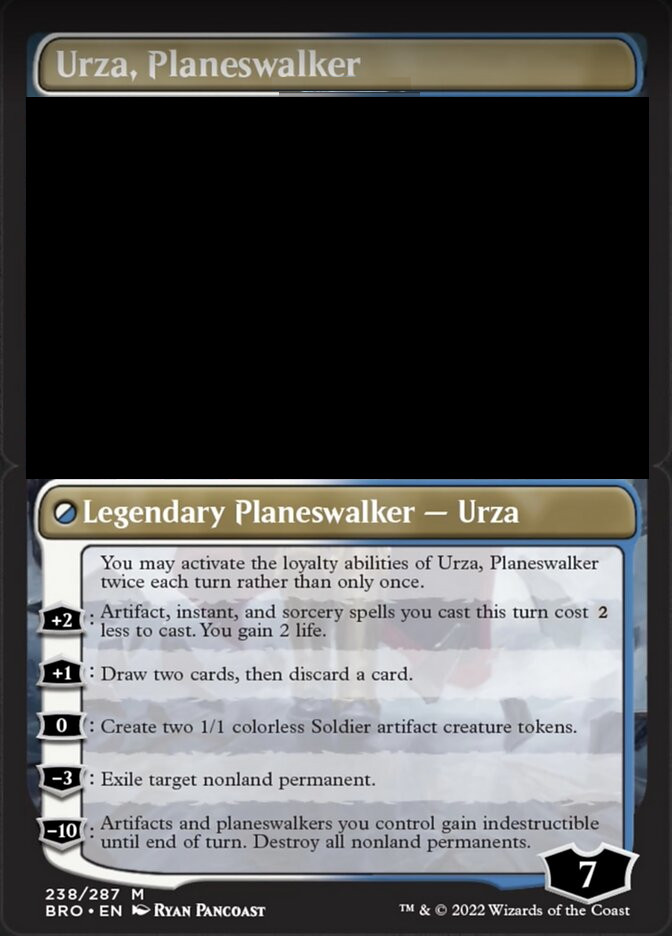 Urza, Planeswalker
Legendary Planeswalker — Urza
You may activate the loyalty abilities of Urza, Planeswalker
twice each turn rather than only once.
+2: Artifact, instant, and sorcery spells you cast this turn cost 2
less to cast. You gain 2 life.
+1: Draw two cards, then discard a card.
0: Create two 1/1 colorless Soldier artifact creature tokens.
−3: Exile target nonland permanent.
−10: Artifacts and planeswalkers you control gain indestructible
until end of turn. Destroy all nonland permanents.
7
238/287 M
BRO • EN Ryan Pancoast
™ & © 2022 Wizards of the Coast